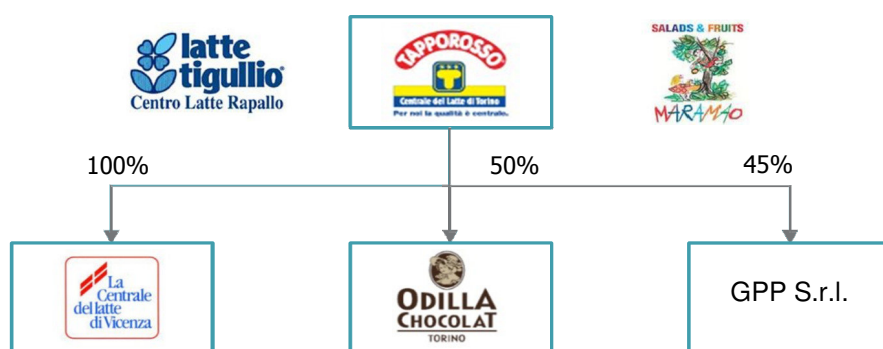 latte
tigullio®
Centro Latte Rapallo
TAPPOROSSO
Centrale del Latte di Torino
Per noi la qualità è centrale.
SALADS & FRUITS
MARAMAO
100%
50%
45%
La
Centrale
del latte
di Vicenza
ODILLA
CHOCOLAT
TORINO
GPP S.r.l.